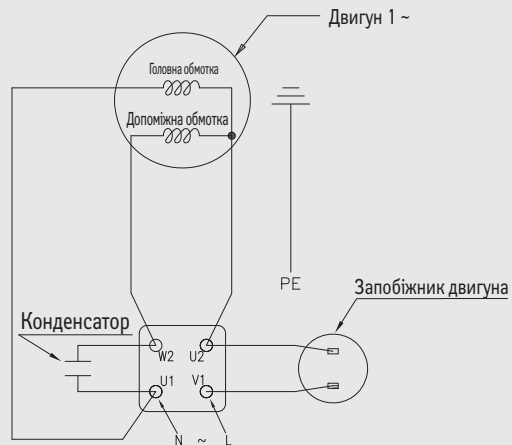 Двигун 1 ~
Головна обмотка
Допоміжна обмотка
PE
Запобіжник двигуна
Конденсатор
W2 U2
U1 V1
N ~ L